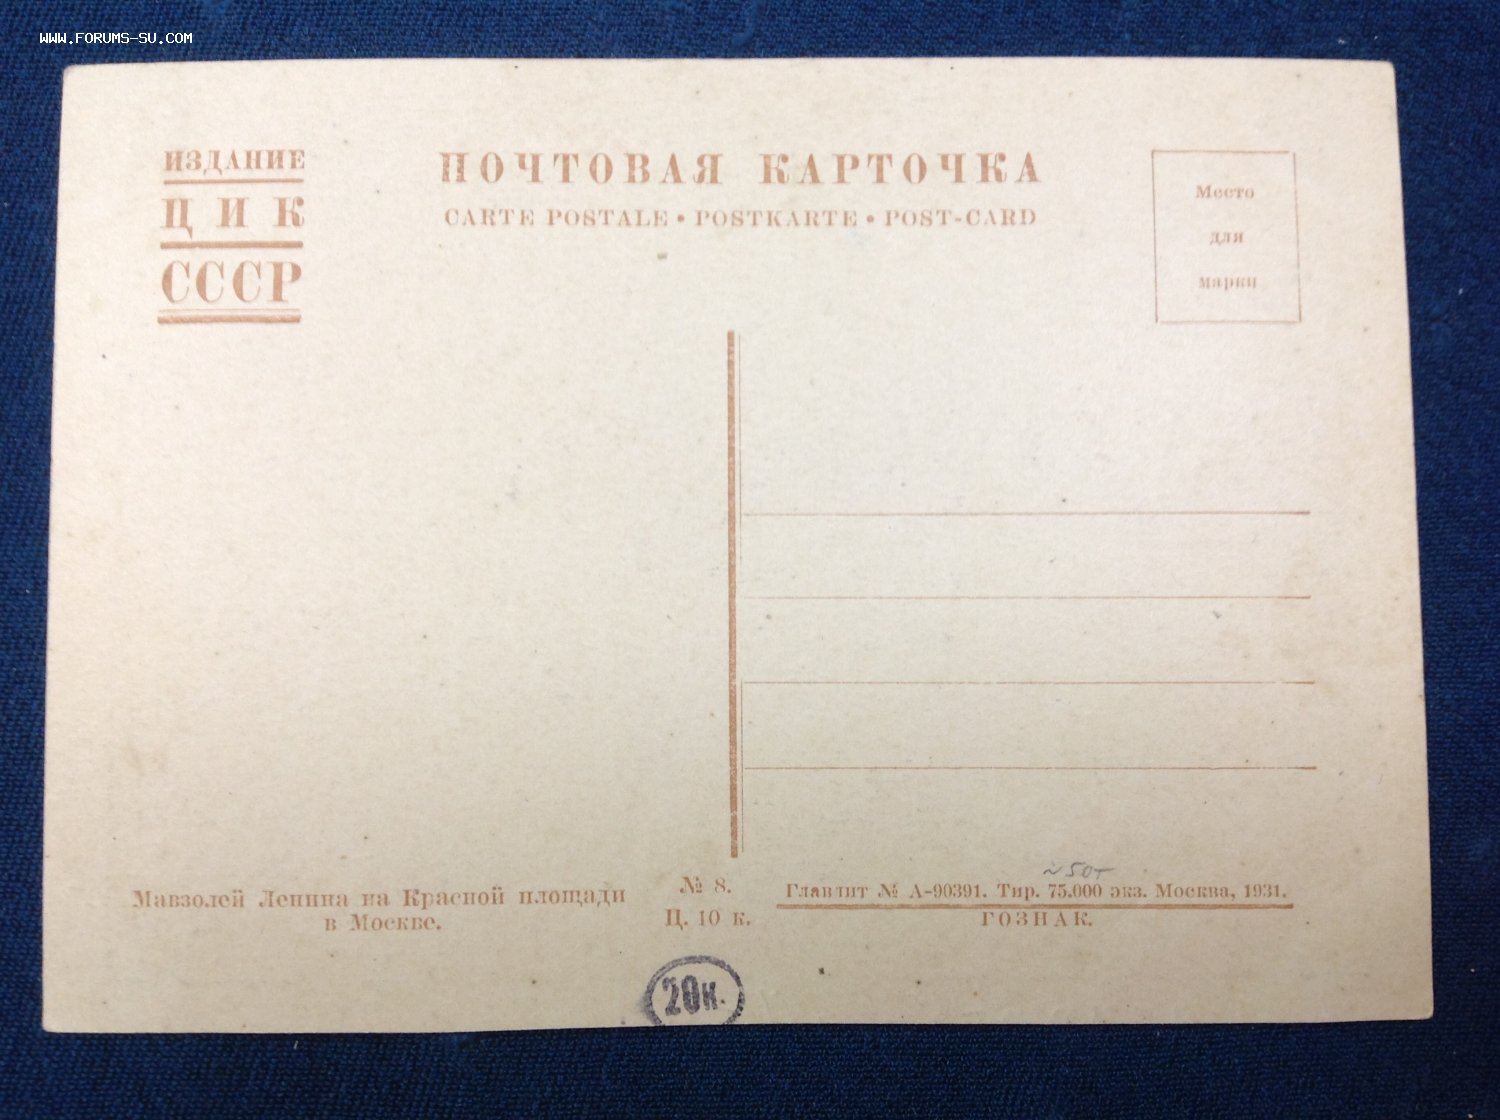 WWW.FORUMS-SU.COM
ИЗДАНИЕ
ЦИК
СССР
ПОЧТОВАЯ КАРТОЧКА
CARTE POSTALE • POSTKARTE • POST-CARD
Место
для
марки
Мавзолей Ленина на Красной площади
в Москве.
№ 8.
Ц. 10 к.
~50т
Главлит № А-90391. Тир. 75.000 экз. Москва, 1931.
ГОЗНАК.
20к.